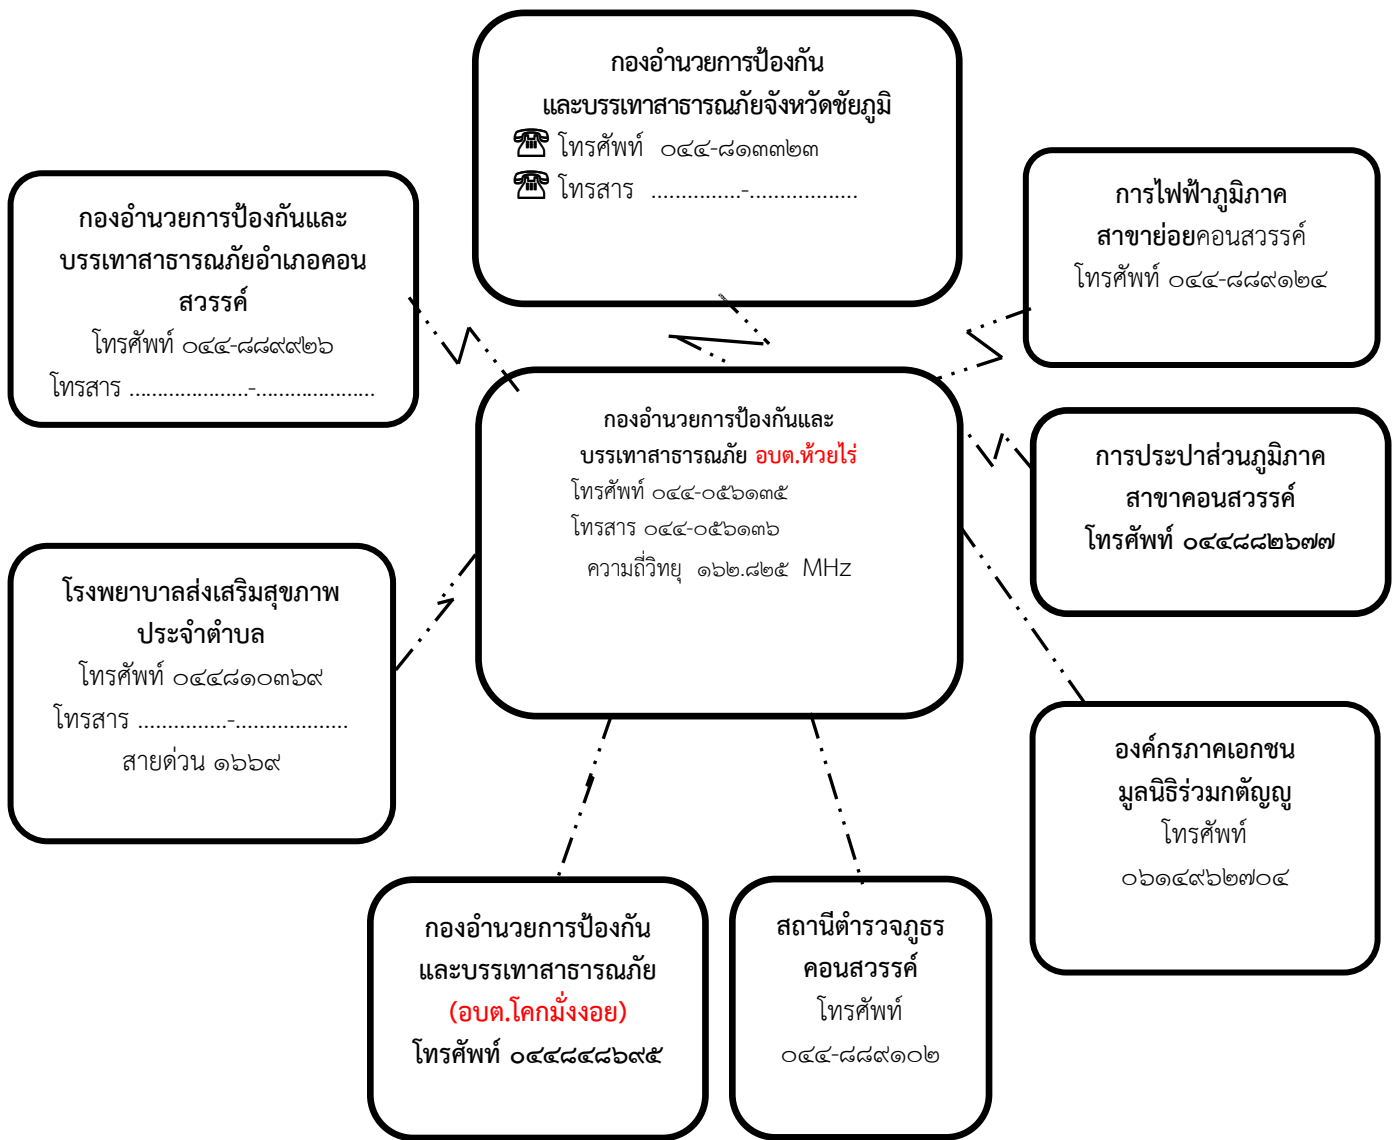 กองอำนวยการป้องกัน
และบรรเทาสาธารณภัยจังหวัดชัยภูมิ
โทรศัพท์ ๐๔๔-๘๑๓๓๒๓
โทรสาร ...............-..................
กองอำนวยการป้องกันและ
บรรเทาสาธารณภัยอำเภอคอน
สวรรค์
โทรศัพท์ ๐๔๔-๘๘๙๙๒๖
โทรสาร .....................-.....................
การไฟฟ้าภูมิภาค
สาขาย่อยคอนสวรรค์
โทรศัพท์ ๐๔๔-๘๘๙๑๒๔
กองอำนวยการป้องกันและ
บรรเทาสาธารณภัย อบต.ห้วยไร่
โทรศัพท์ ๐๔๔-๐๕๖๑๓๕
โทรสาร ๐๔๔-๐๕๖๑๓๖
ความถี่วิทยุ ๑๖๒.๘๒๕ MHz
การประปาส่วนภูมิภาค
สาขาคอนสวรรค์
โทรศัพท์ ๐๔๔๘๘๒๖๗๗
โรงพยาบาลส่งเสริมสุขภาพ
ประจำตำบล
โทรศัพท์ ๐๔๔๘๑๐๓๖๙
โทรสาร ...............-...................
สายด่วน ๑๖๖๙
องค์กรภาคเอกชน
มูลนิธิร่วมกตัญญู
โทรศัพท์
๐๖๑๔๙๖๒๗๐๔
กองอำนวยการป้องกัน
และบรรเทาสาธารณภัย
(อบต.โคกมั่งงอย)
โทรศัพท์ ๐๔๔๘๔๘๖๙๕
สถานีตำรวจภูธร
คอนสวรรค์
โทรศัพท์
๐๔๔-๘๘๙๑๐๒